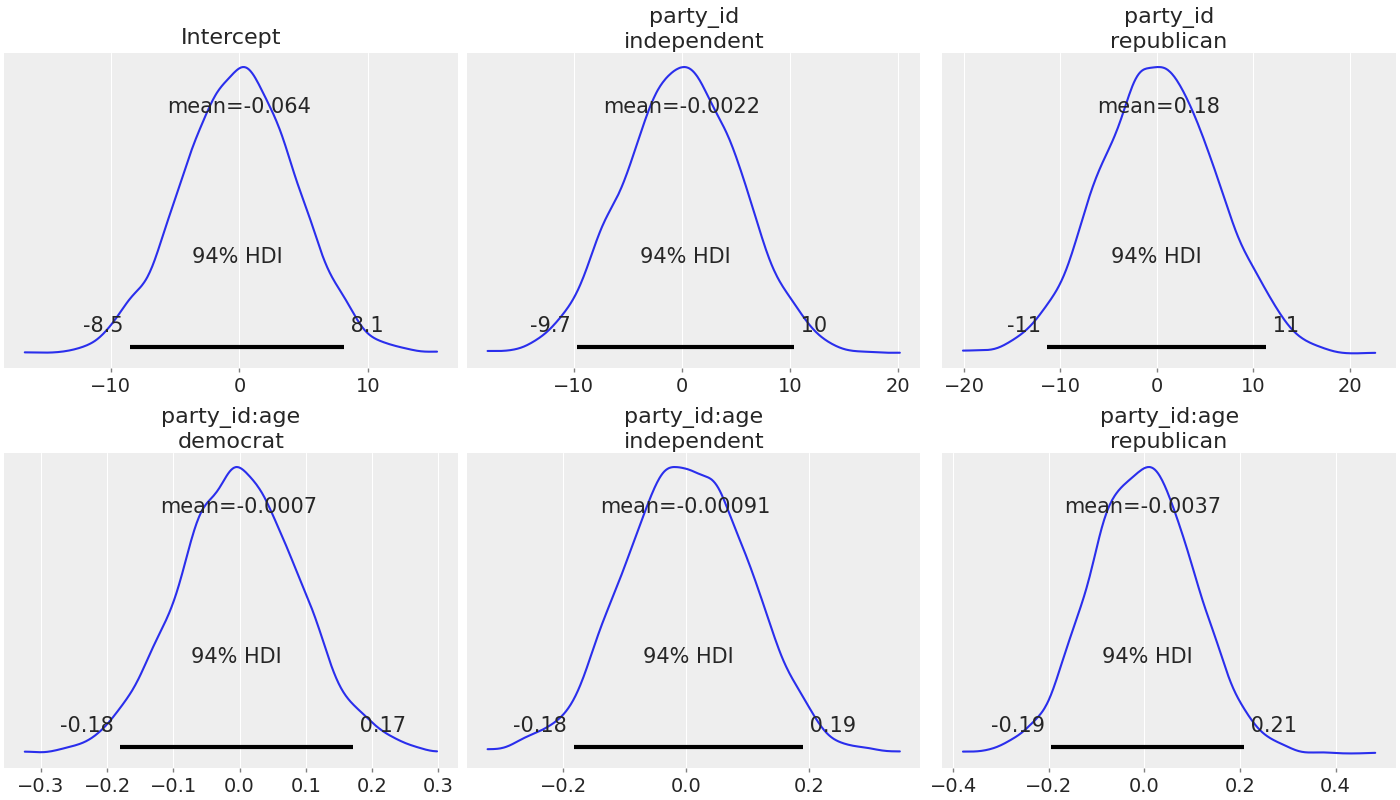 Intercept
mean=-0.064
94% HDI
-8.5 8.1
−10 0 10
party_id
independent
mean=-0.0022
94% HDI
-9.7 10
−10 0 10 20
party_id
republican
mean=0.18
94% HDI
-11 11
−20 −10 0 10 20
party_id:age
democrat
mean=-0.0007
94% HDI
-0.18 0.17
−0.3 −0.2 −0.1 0.0 0.1 0.2 0.3
party_id:age
independent
mean=-0.00091
94% HDI
-0.18 0.19
−0.2 0.0 0.2
party_id:age
republican
mean=-0.0037
94% HDI
-0.19 0.21
−0.4 −0.2 0.0 0.2 0.4